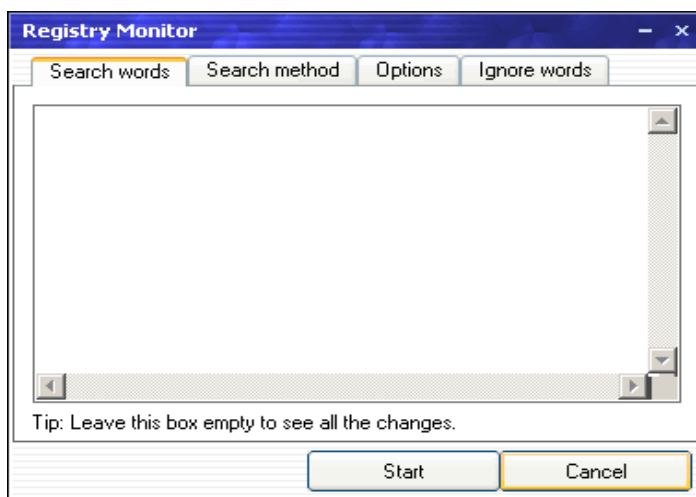 Registry Monitor
Search words Search method Options Ignore words
Tip: Leave this box empty to see all the changes.
Start Cancel